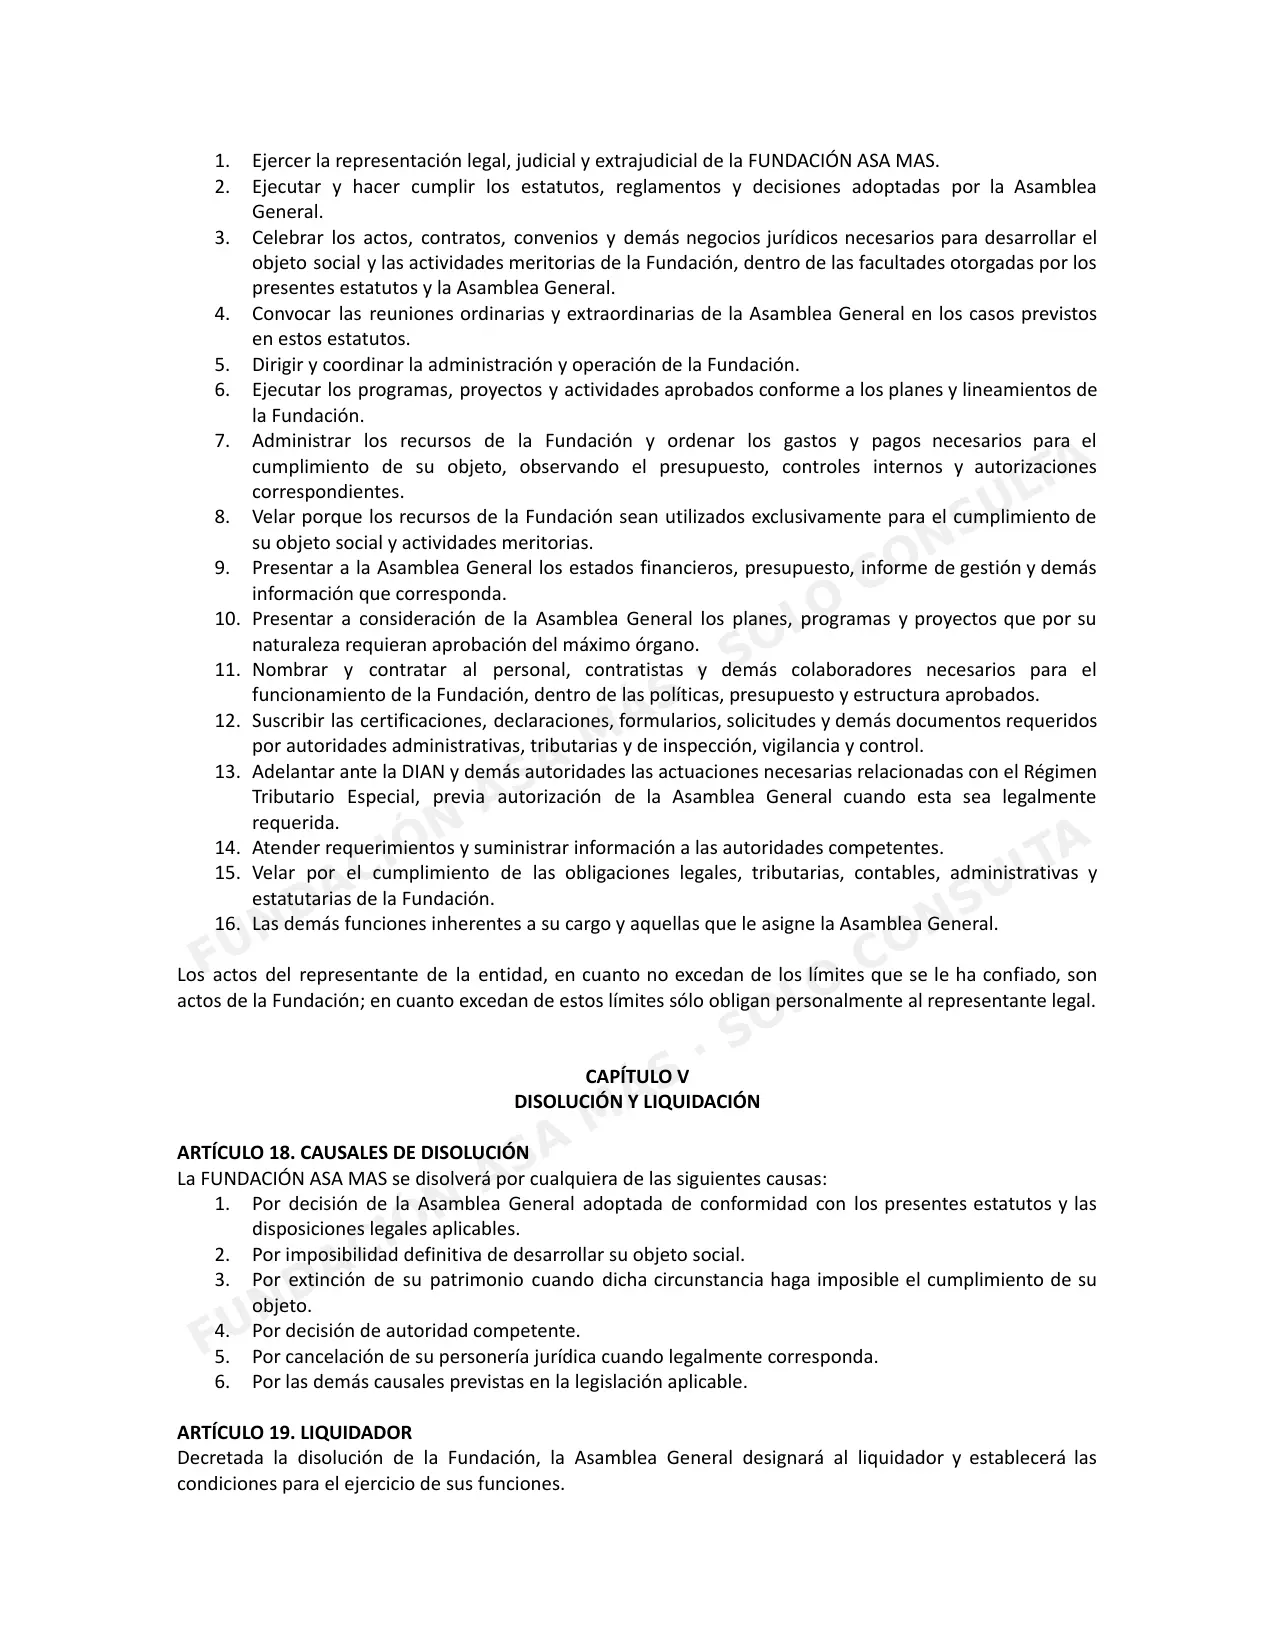 1. Ejercer la representación legal, judicial y extrajudicial de la FUNDACIÓN ASA MAS.
2. Ejecutar y hacer cumplir los estatutos, reglamentos y decisiones adoptadas por la Asamblea
General.
3. Celebrar los actos, contratos, convenios y demás negocios jurídicos necesarios para desarrollar el
objeto social y las actividades meritorias de la Fundación, dentro de las facultades otorgadas por los
presentes estatutos y la Asamblea General.
4. Convocar las reuniones ordinarias y extraordinarias de la Asamblea General en los casos previstos
en estos estatutos.
5. Dirigir y coordinar la administración y operación de la Fundación.
6. Ejecutar los programas, proyectos y actividades aprobados conforme a los planes y lineamientos de
la Fundación.
7. Administrar los recursos de la Fundación y ordenar los gastos y pagos necesarios para el
cumplimiento de su objeto, observando el presupuesto, controles internos y autorizaciones
correspondientes.
8. Velar porque los recursos de la Fundación sean utilizados exclusivamente para el cumplimiento de
su objeto social y actividades meritorias.
9. Presentar a la Asamblea General los estados financieros, presupuesto, informe de gestión y demás
información que corresponda.
10. Presentar a consideración de la Asamblea General los planes, programas y proyectos que por su
naturaleza requieran aprobación del máximo órgano.
11. Nombrar y contratar al personal, contratistas y demás colaboradores necesarios para el
funcionamiento de la Fundación, dentro de las políticas, presupuesto y estructura aprobados.
12. Suscribir las certificaciones, declaraciones, formularios, solicitudes y demás documentos requeridos
por autoridades administrativas, tributarias y de inspección, vigilancia y control.
13. Adelantar ante la DIAN y demás autoridades las actuaciones necesarias relacionadas con el Régimen
Tributario Especial, previa autorización de la Asamblea General cuando esta sea legalmente
requerida.
14. Atender requerimientos y suministrar información a las autoridades competentes.
15. Velar por el cumplimiento de las obligaciones legales, tributarias, contables, administrativas y
estatutarias de la Fundación.
16. Las demás funciones inherentes a su cargo y aquellas que le asigne la Asamblea General.
Los actos del representante de la entidad, en cuanto no excedan de los límites que se le ha confiado, son
actos de la Fundación; en cuanto excedan de estos límites sólo obligan personalmente al representante legal.
CAPÍTULO V
DISOLUCIÓN Y LIQUIDACIÓN
ARTÍCULO 18. CAUSALES DE DISOLUCIÓN
La FUNDACIÓN ASA MAS se disolverá por cualquiera de las siguientes causas:
1. Por decisión de la Asamblea General adoptada de conformidad con los presentes estatutos y las
disposiciones legales aplicables.
2. Por imposibilidad definitiva de desarrollar su objeto social.
3. Por extinción de su patrimonio cuando dicha circunstancia haga imposible el cumplimiento de su
objeto.
4. Por decisión de autoridad competente.
5. Por cancelación de su personería jurídica cuando legalmente corresponda.
6. Por las demás causales previstas en la legislación aplicable.
ARTÍCULO 19. LIQUIDADOR
Decretada la disolución de la Fundación, la Asamblea General designará al liquidador y establecerá las
condiciones para el ejercicio de sus funciones.
FUNDACIÓN ASA MAS · SOLO CONSULTA
FUNDACIÓN ASA MAS · SOLO CONSULTA